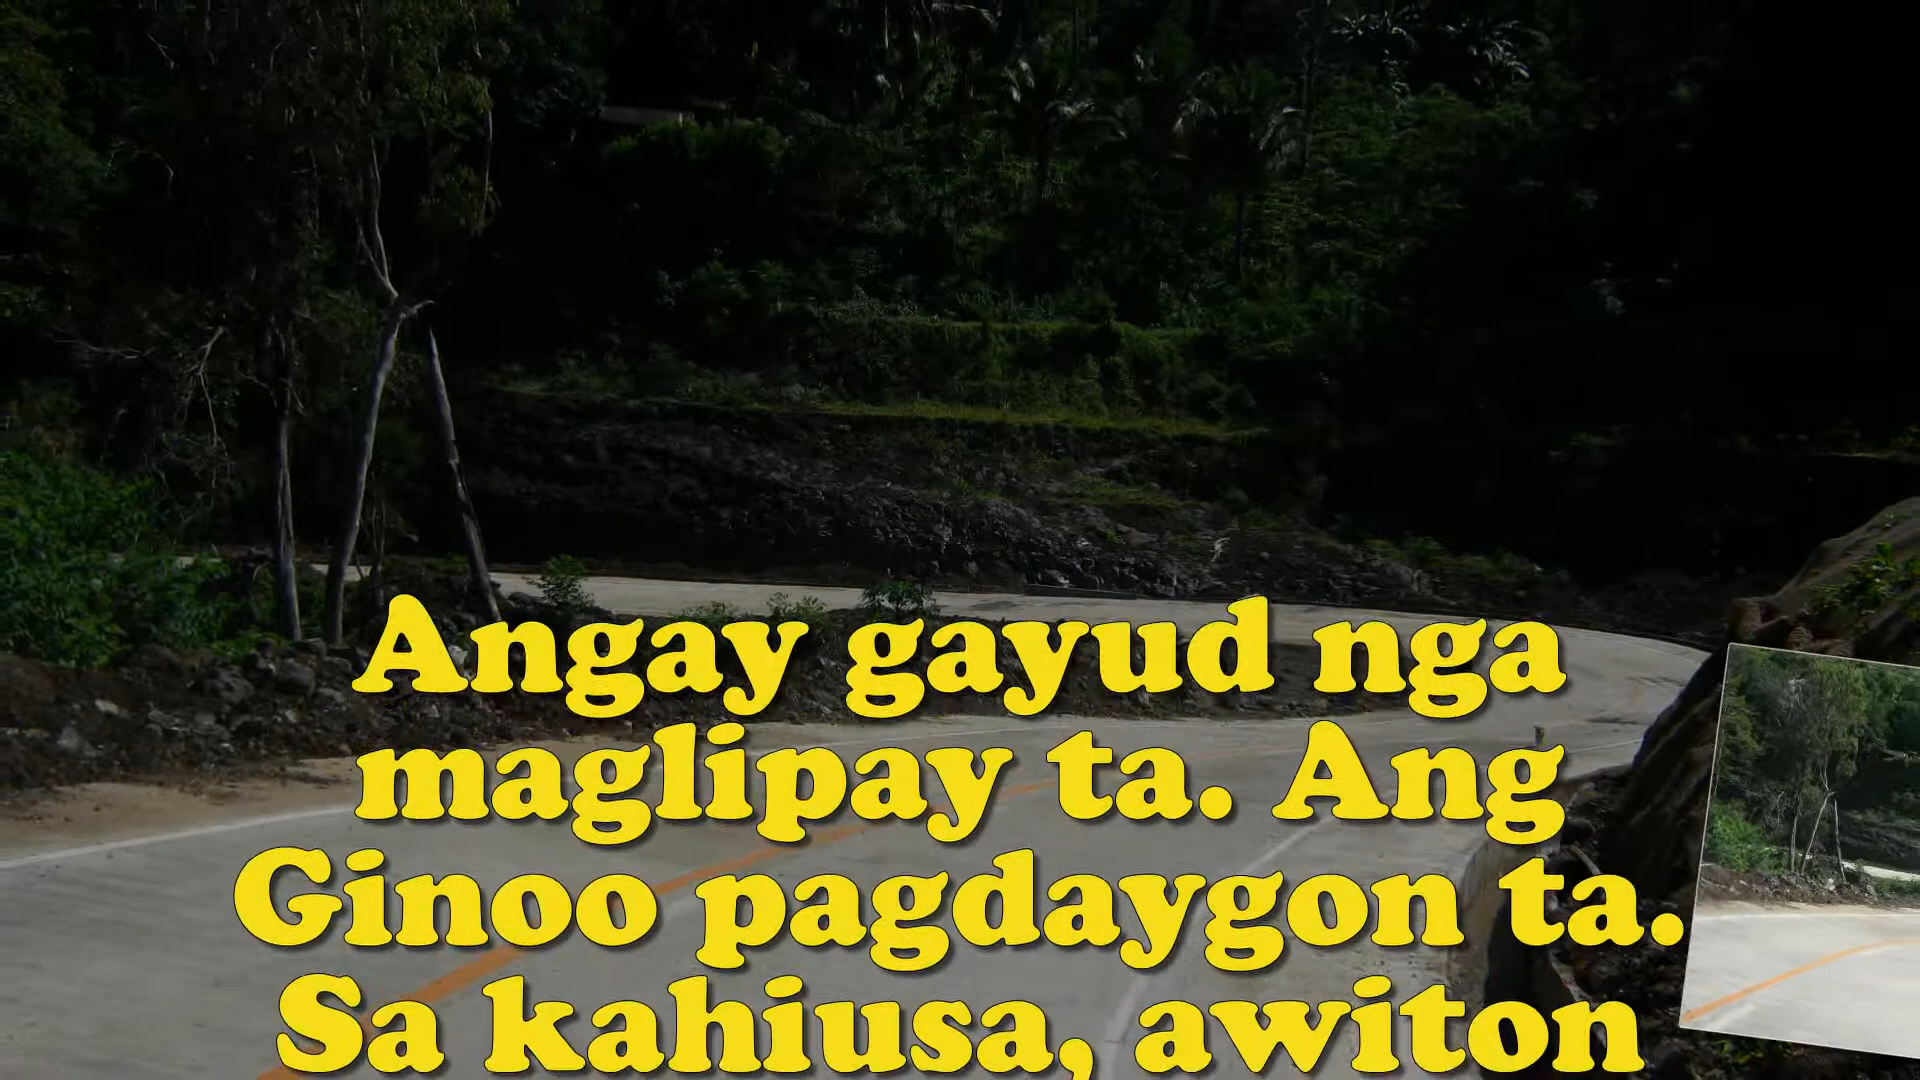 Angay gayud nga
maglipay ta. Ang
Ginoo pagdaygon ta.
Sa kahiusa, awiton